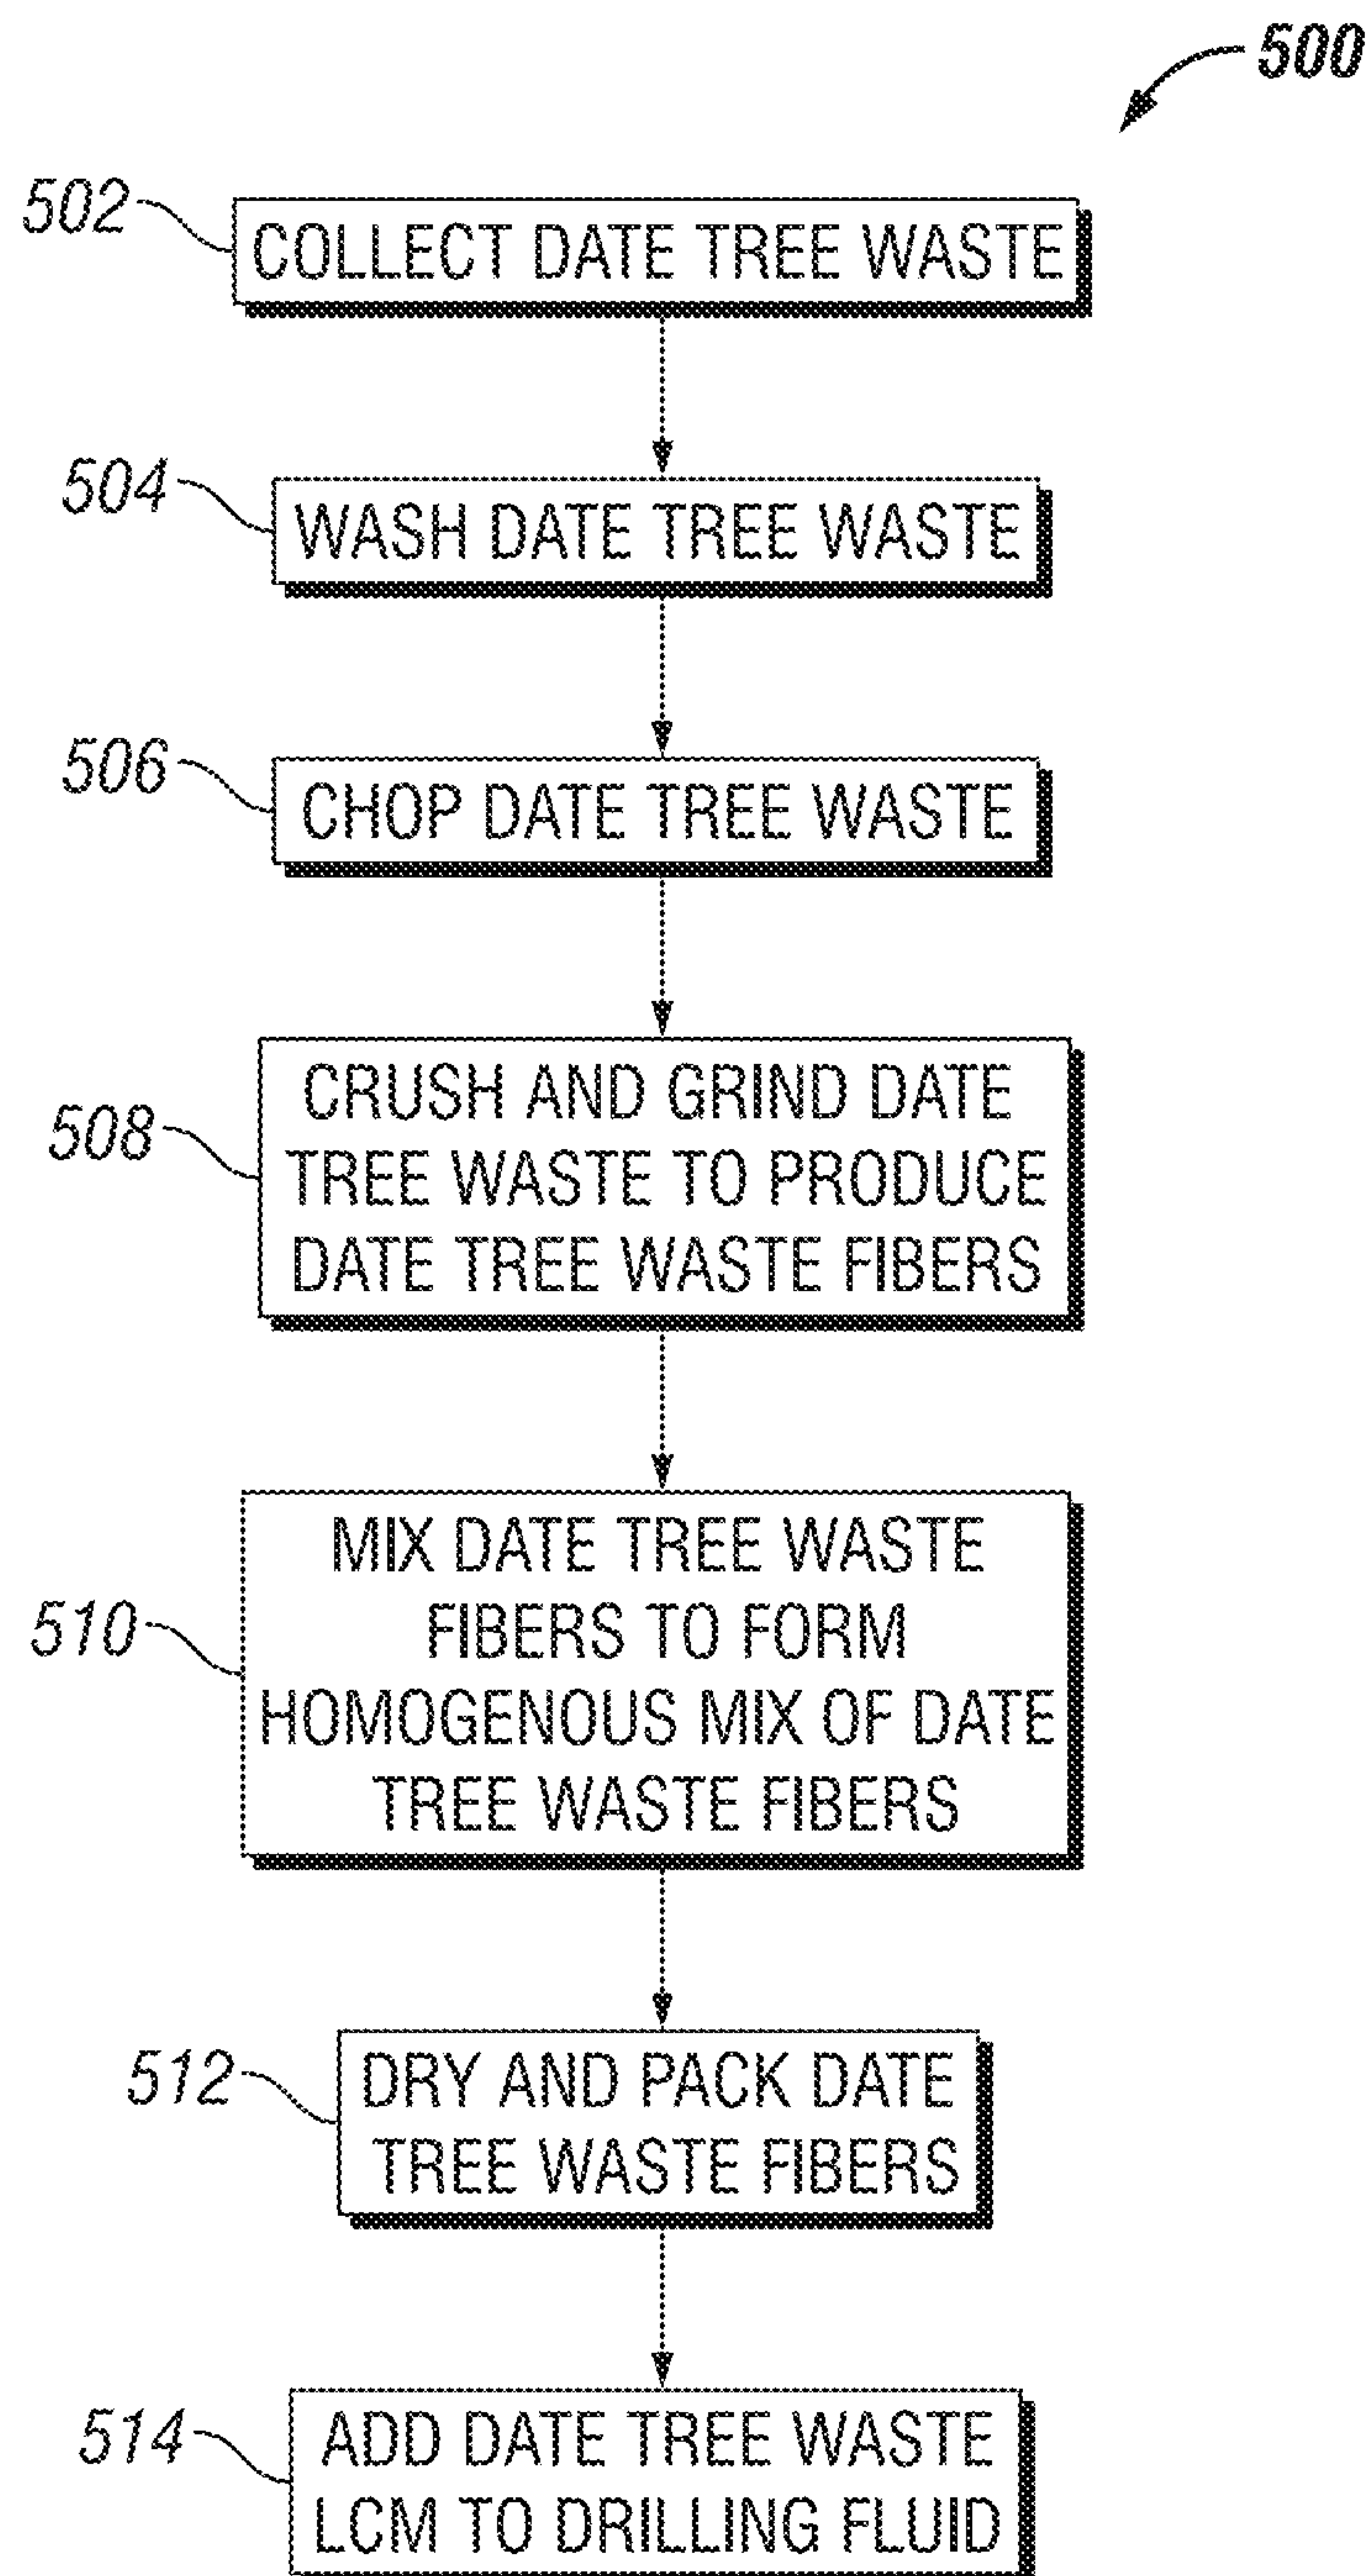 500
502
COLLECT DATE TREE WASTE
504
WASH DATE TREE WASTE
506
CHOP DATE TREE WASTE
508
CRUSH AND GRIND DATE
TREE WASTE TO PRODUCE
DATE TREE WASTE FIBERS
510
MIX DATE TREE WASTE
FIBERS TO FORM
HOMOGENOUS MIX OF DATE
TREE WASTE FIBERS
512
DRY AND PACK DATE
TREE WASTE FIBERS
514
ADD DATE TREE WASTE
LCM TO DRILLING FLUID